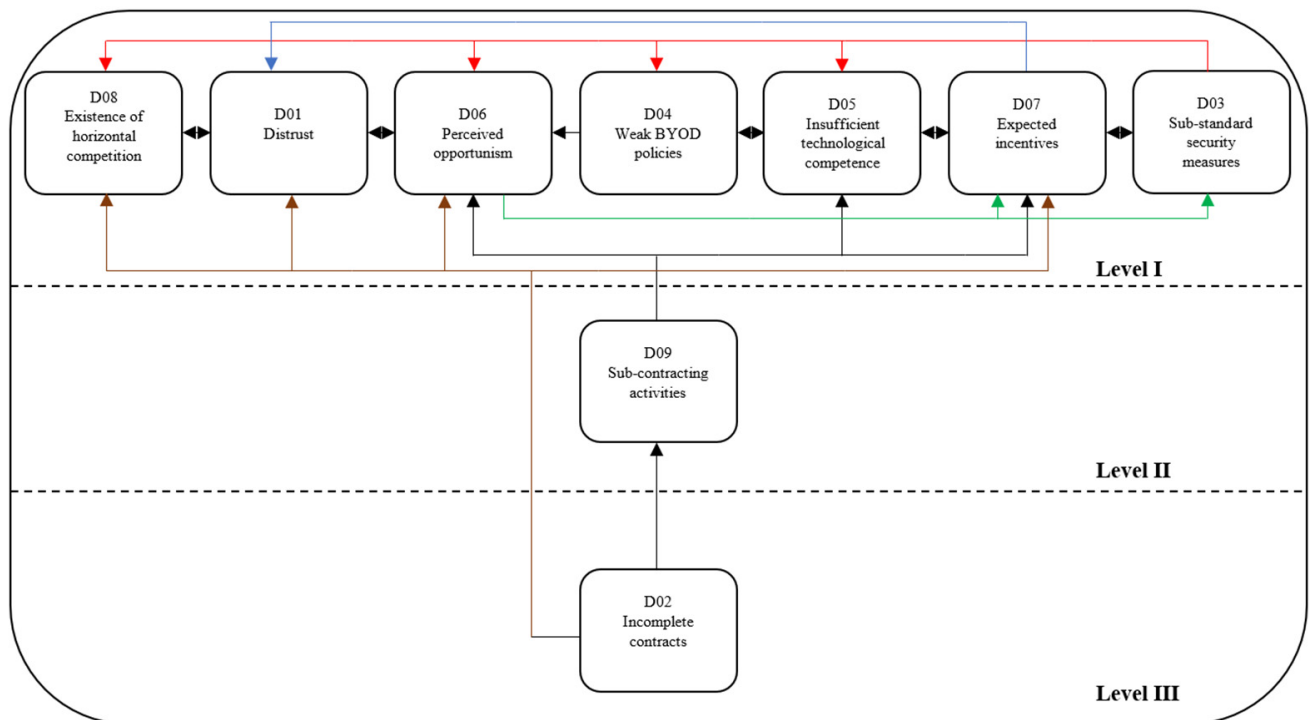 D08
Existence of
horizontal
competition
D01
Distrust
D06
Perceived
opportunism
D04
Weak BYOD
policies
D05
Insufficient
technological
competence
D07
Expected
incentives
D03
Sub-standard
security
measures
Level I
D09
Sub-contracting
activities
Level II
D02
Incomplete
contracts
Level III